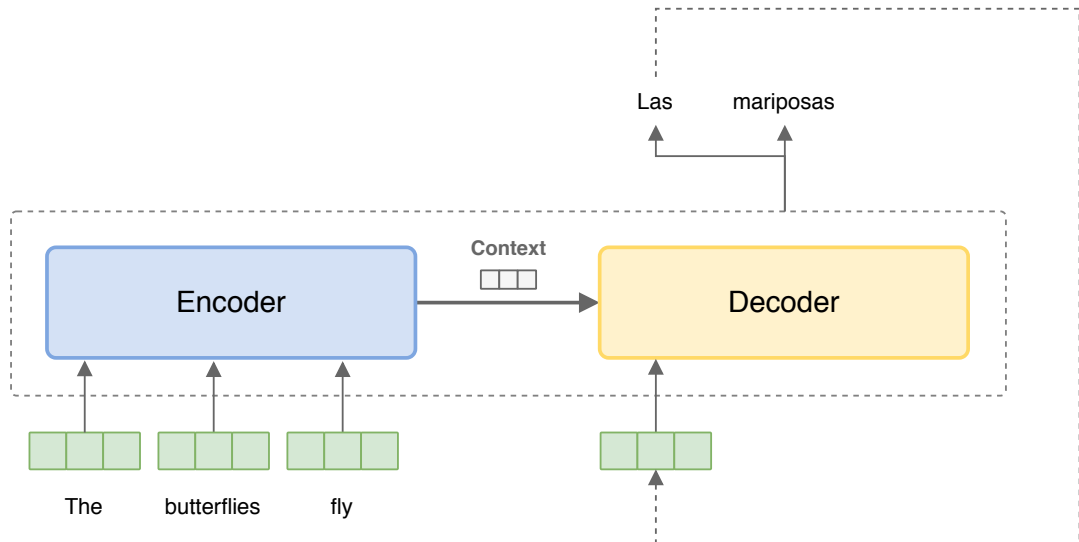 Las mariposas
Context
Encoder
Decoder
The butterflies fly